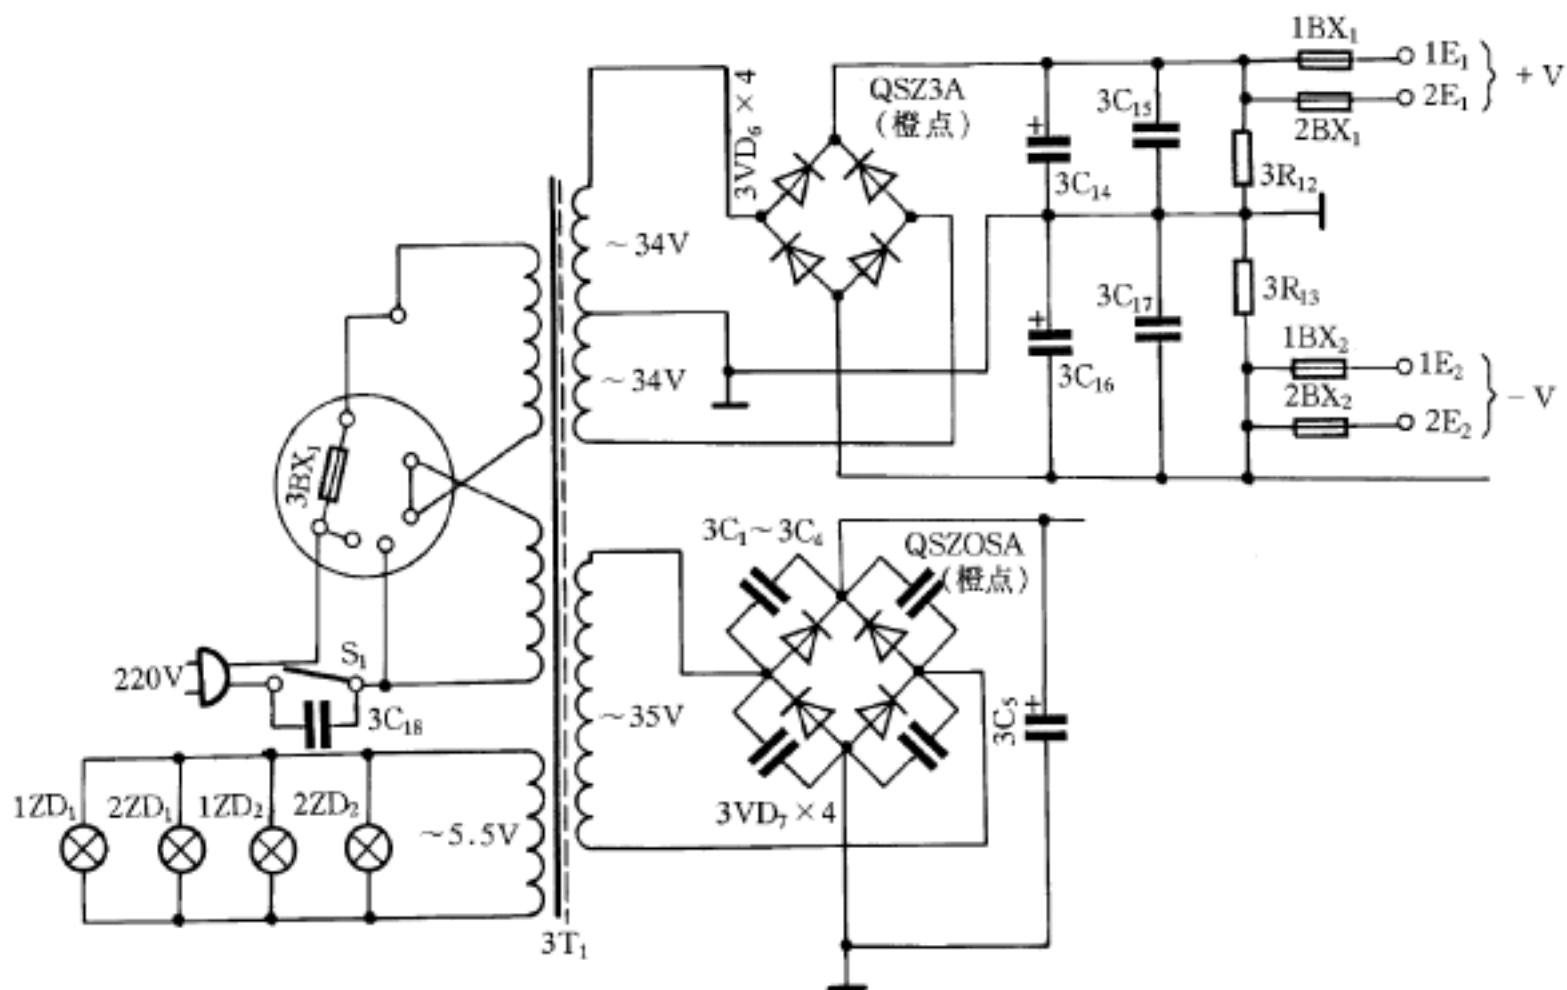 1BX₁
1E₁
+V
3VD₆×4
QSZ3A
(橙点)
3C₁₅
2E₁
2BX₁
3C₁₄
3R₁₂
~34V
3C₁₇
3R₁₃
1BX₂
1E₂
~34V
3C₁₆
2BX₂
-V
2E₂
3BX₁
3C₁~3C₄
QSZOSA
(橙点)
S₁
220V
3C₁₈
~35V
3C₅
1ZD₁
2ZD₁
1ZD₂
2ZD₂
~5.5V
3VD₇×4
3T₁